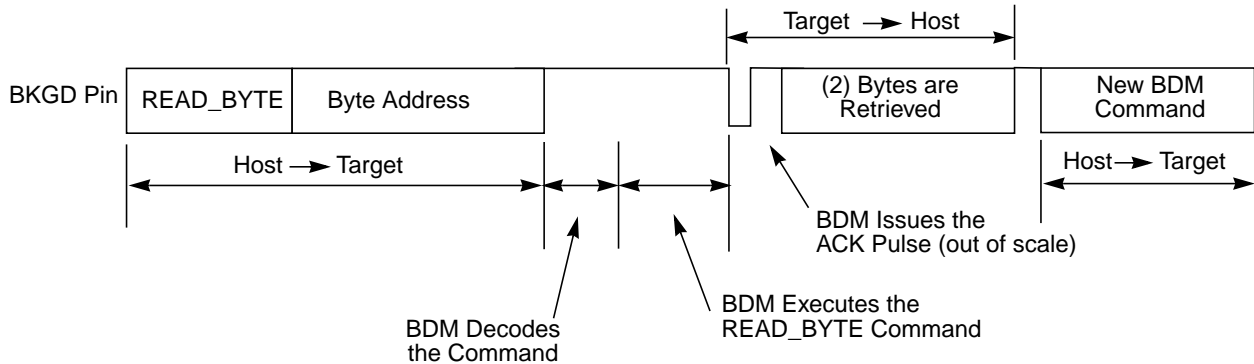 Target → Host
BKGD Pin
READ_BYTE
Byte Address
(2) Bytes are
Retrieved
New BDM
Command
Host → Target
Host → Target
BDM Issues the
ACK Pulse (out of scale)
BDM Decodes
the Command
BDM Executes the
READ_BYTE Command